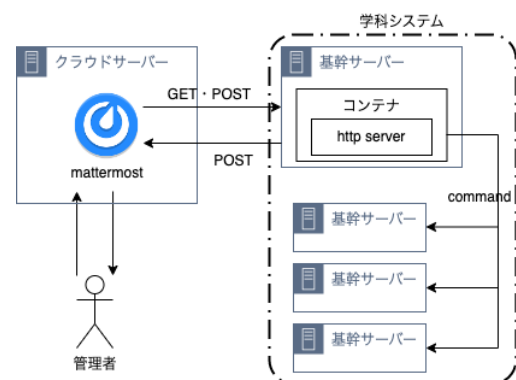 学科システム
クラウドサーバー
基幹サーバー
GET・POST
コンテナ
http server
POST
mattermost
command
基幹サーバー
基幹サーバー
基幹サーバー
管理者